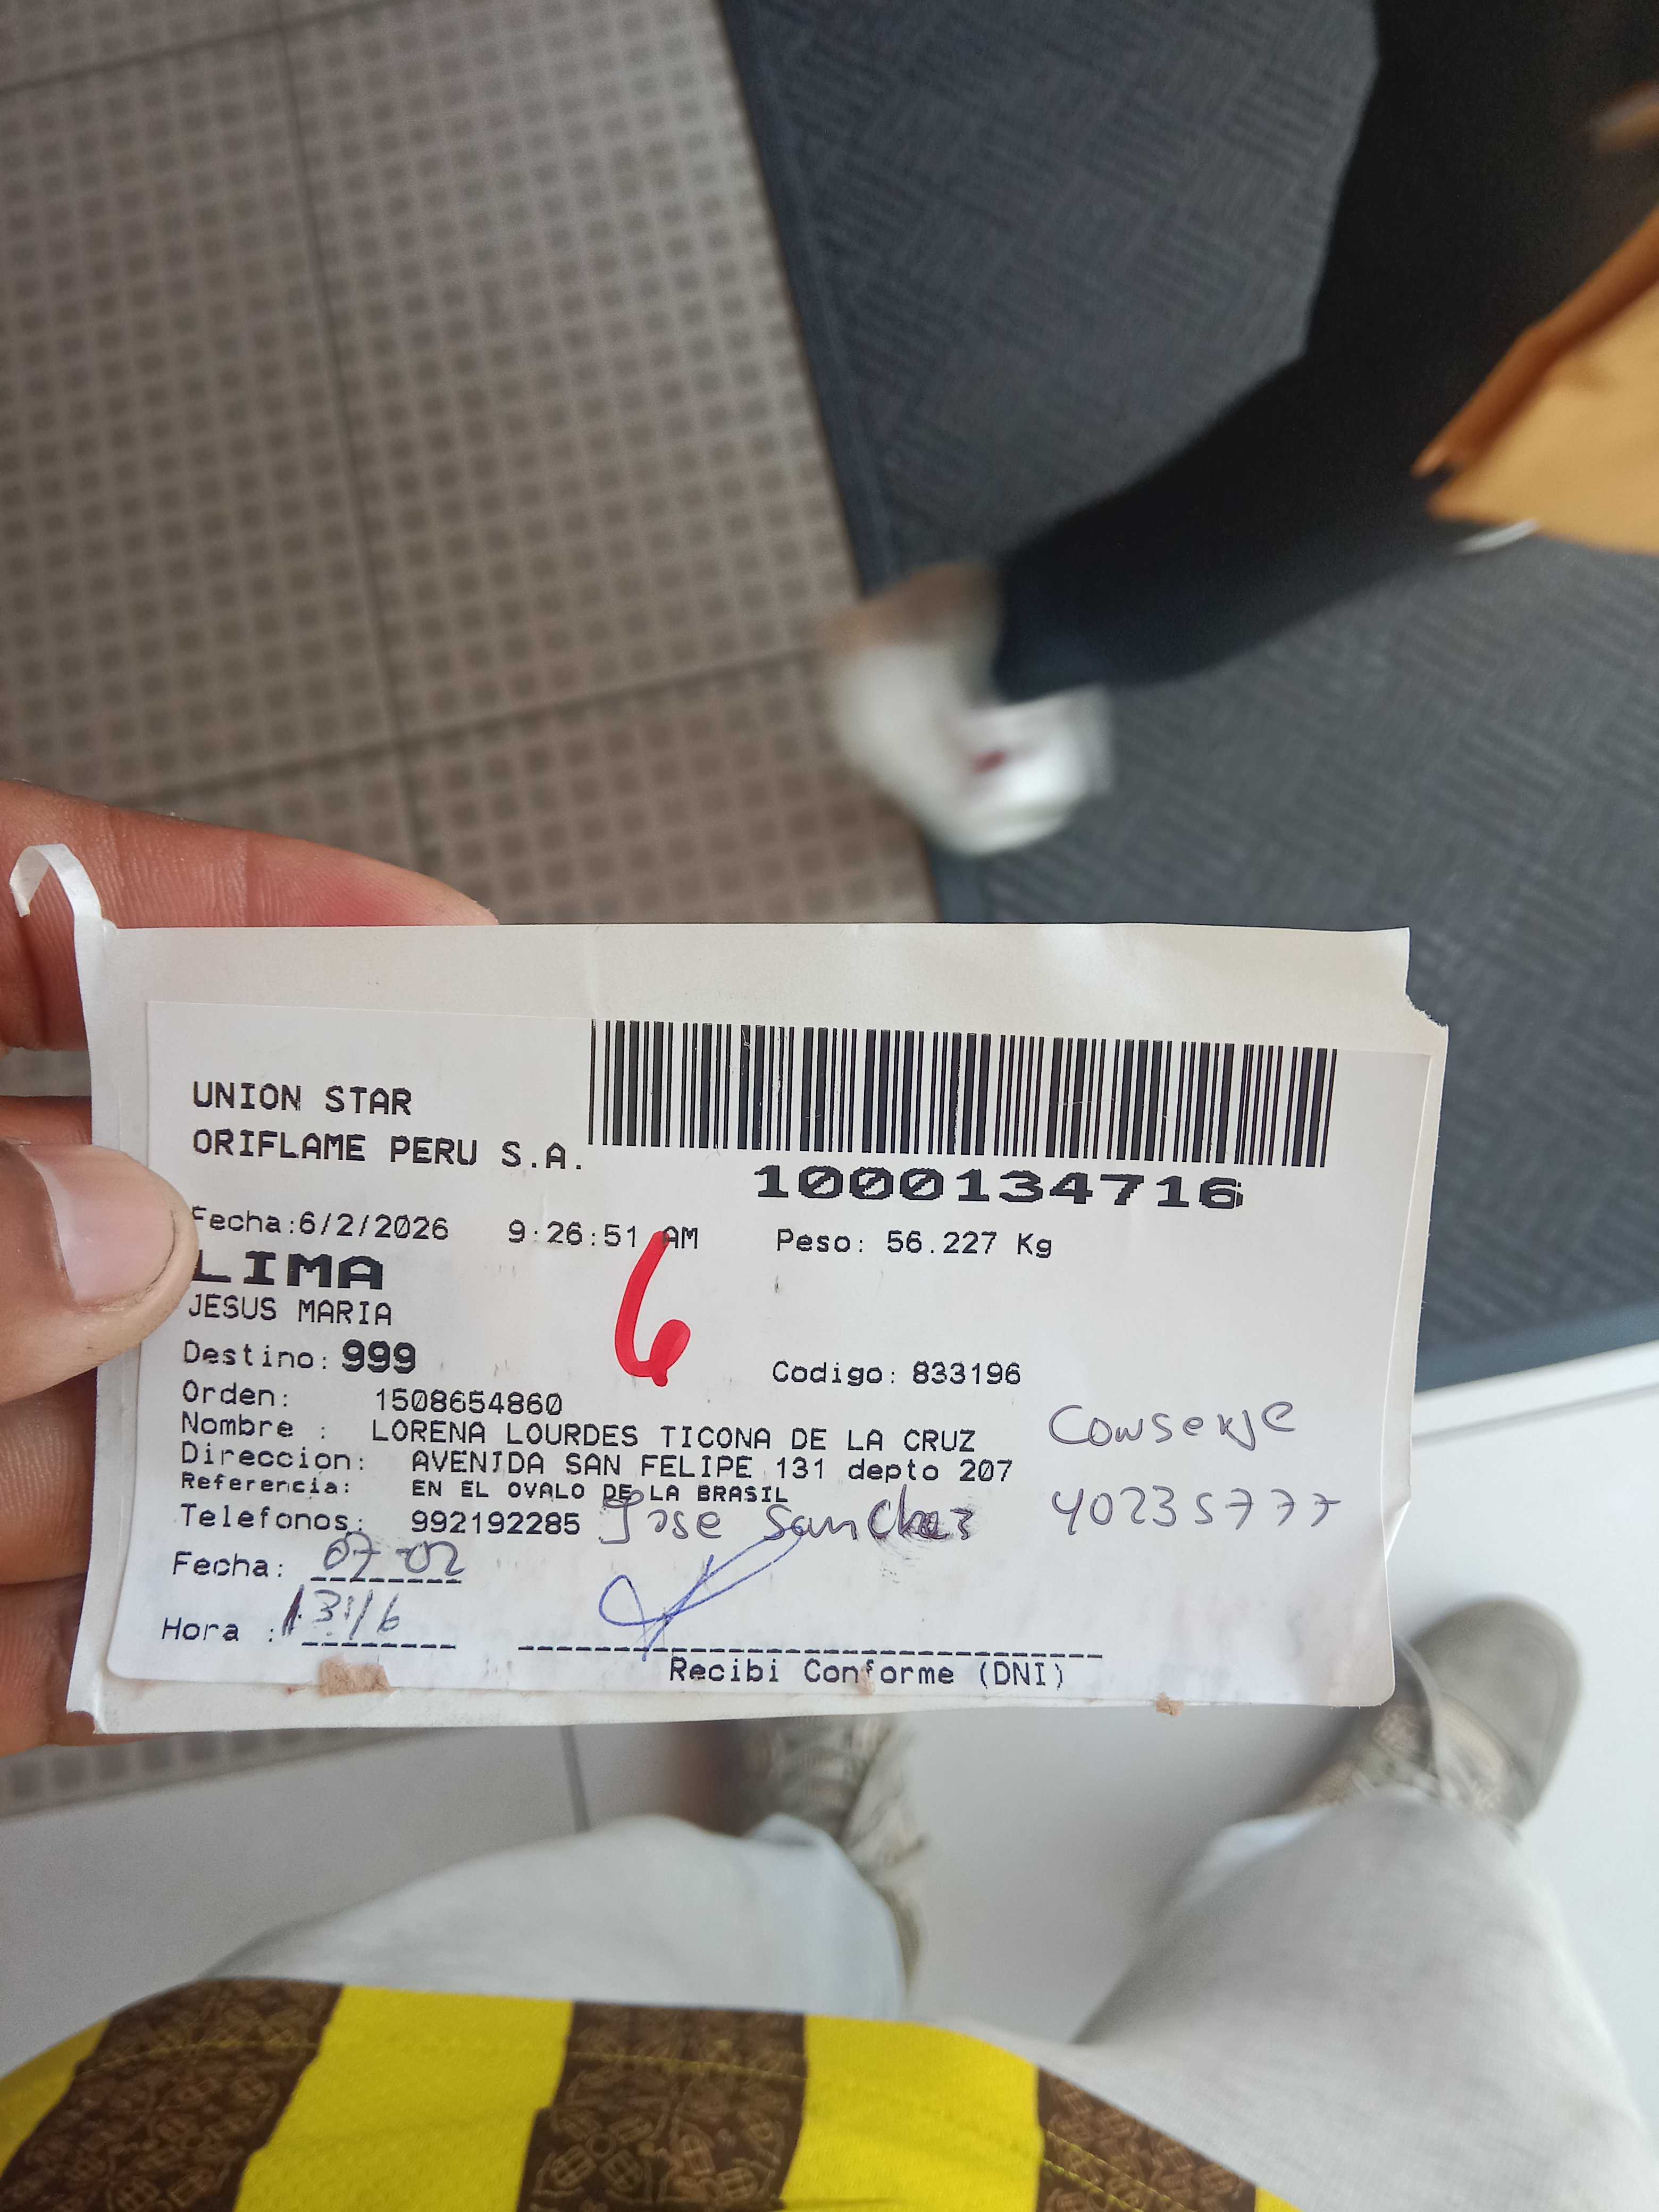 UNION STAR
ORIFLAME PERU S.A.
1000134716
Fecha:6/2/2026 9:26:51 AM Peso: 56.227 Kg
LIMA
6
JESUS MARIA
Destino: 999 Codigo: 833196
Orden: 1508654860
Nombre : LORENA LOURDES TICONA DE LA CRUZ Conserje
Direccion: AVENIDA SAN FELIPE 131 depto 207
Referencia: EN EL OVALO DE LA BRASIL
Telefonos: 992192285 Jose Sanchez 40235777
Fecha: 07-02
Hora :
Recibi Conforme (DNI)